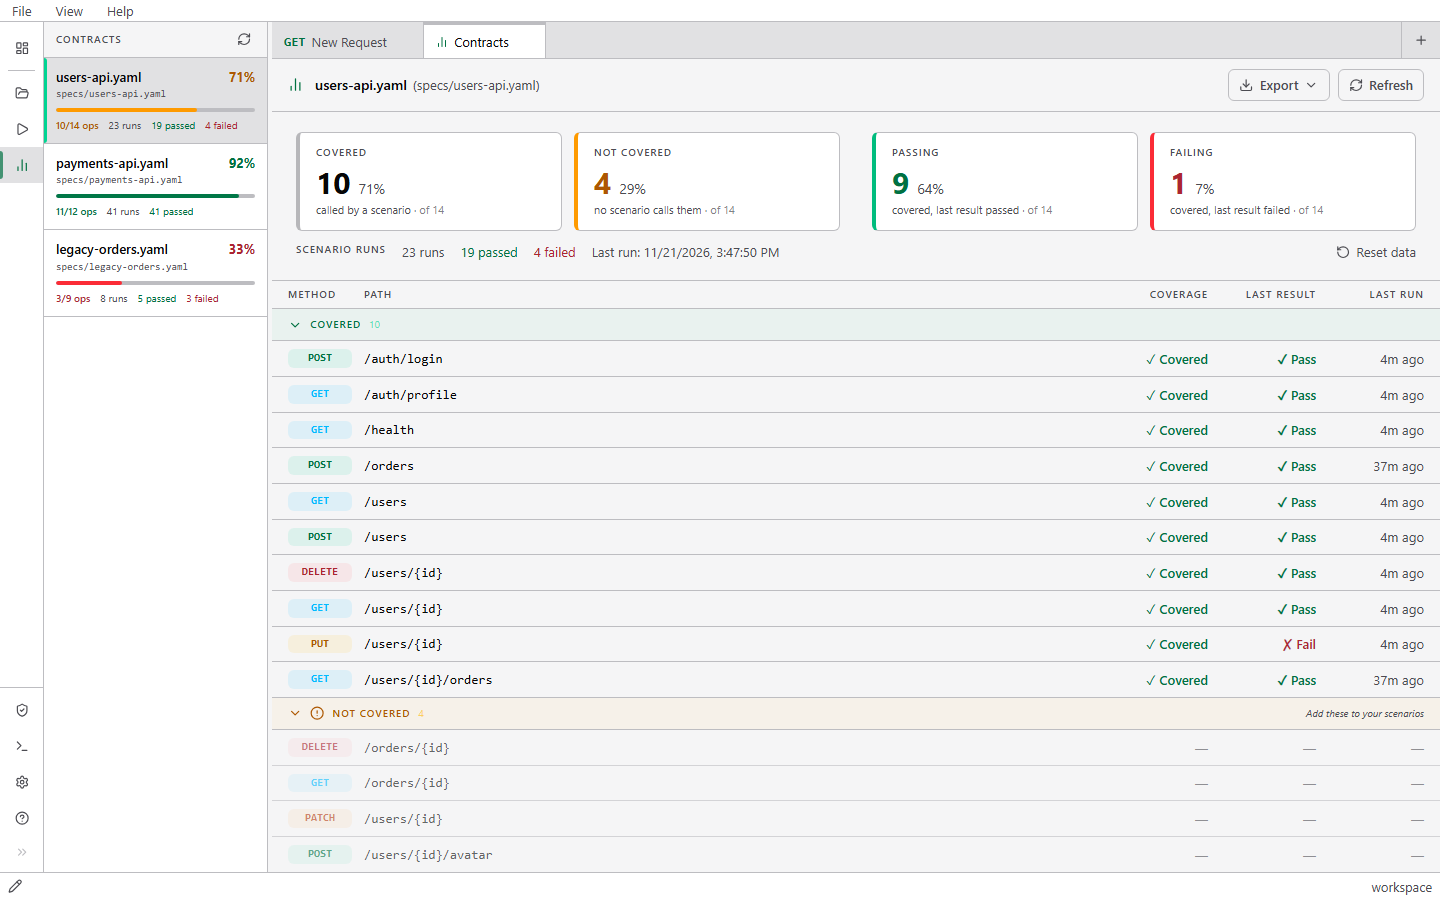 File View Help
CONTRACTS
users-api.yaml 71%
specs/users-api.yaml
10/14 ops 23 runs 19 passed 4 failed
payments-api.yaml 92%
specs/payments-api.yaml
11/12 ops 41 runs 41 passed
legacy-orders.yaml 33%
specs/legacy-orders.yaml
3/9 ops 8 runs 5 passed 3 failed
GET New Request Contracts
users-api.yaml (specs/users-api.yaml) Export Refresh
COVERED
10 71%
called by a scenario · of 14
NOT COVERED
4 29%
no scenario calls them · of 14
PASSING
9 64%
covered, last result passed · of 14
FAILING
1 7%
covered, last result failed · of 14
SCENARIO RUNS 23 runs 19 passed 4 failed Last run: 11/21/2026, 3:47:50 PM Reset data
METHOD PATH COVERAGE LAST RESULT LAST RUN
COVERED 10
POST /auth/login ✓ Covered ✓ Pass 4m ago
GET /auth/profile ✓ Covered ✓ Pass 4m ago
GET /health ✓ Covered ✓ Pass 4m ago
POST /orders ✓ Covered ✓ Pass 37m ago
GET /users ✓ Covered ✓ Pass 4m ago
POST /users ✓ Covered ✓ Pass 4m ago
DELETE /users/{id} ✓ Covered ✓ Pass 4m ago
GET /users/{id} ✓ Covered ✓ Pass 4m ago
PUT /users/{id} ✓ Covered ✗ Fail 4m ago
GET /users/{id}/orders ✓ Covered ✓ Pass 37m ago
NOT COVERED 4 Add these to your scenarios
DELETE /orders/{id} — — —
GET /orders/{id} — — —
PATCH /users/{id} — — —
POST /users/{id}/avatar — — —
workspace